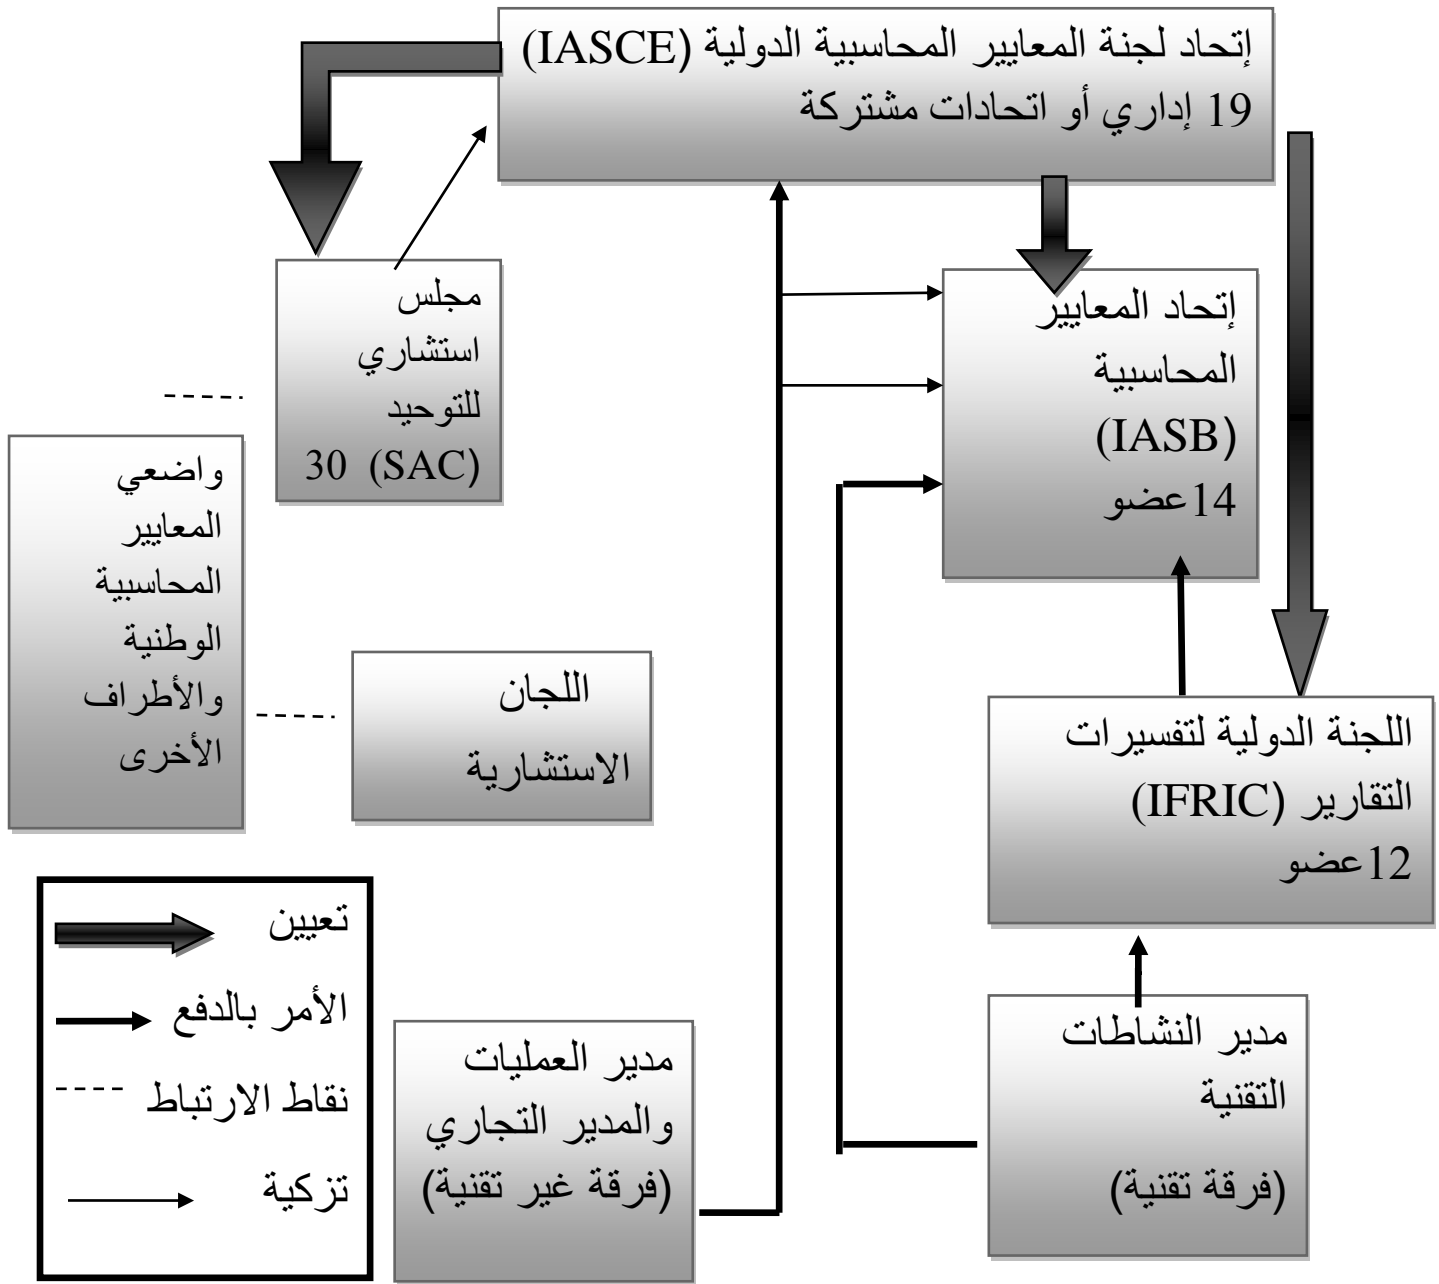 إتحاد لجنة المعايير المحاسبية الدولية (IASCE)
19 إداري أو اتحادات مشتركة
مجلس
استشاري
للتوحيد
(SAC) 30
إتحاد المعايير
المحاسبية
(IASB)
14عضو
واضعي
المعايير
المحاسبية
الوطنية
والأطراف
الأخرى
اللجان
الاستشارية
اللجنة الدولية لتفسيرات
التقارير (IFRIC)
12عضو
تعيين
الأمر بالدفع
نقاط الارتباط
تزكية
مدير العمليات
والمدير التجاري
(فرقة غير تقنية)
مدير النشاطات
التقنية
(فرقة تقنية)